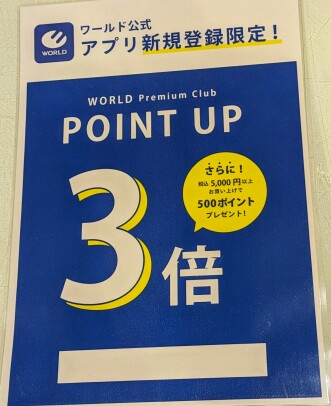 WORLD
ワールド公式
アプリ新規登録限定!
WORLD Premium Club
POINT UP
3倍
さらに!
税込5,000円以上
お買い上げで
500ポイント
プレゼント!